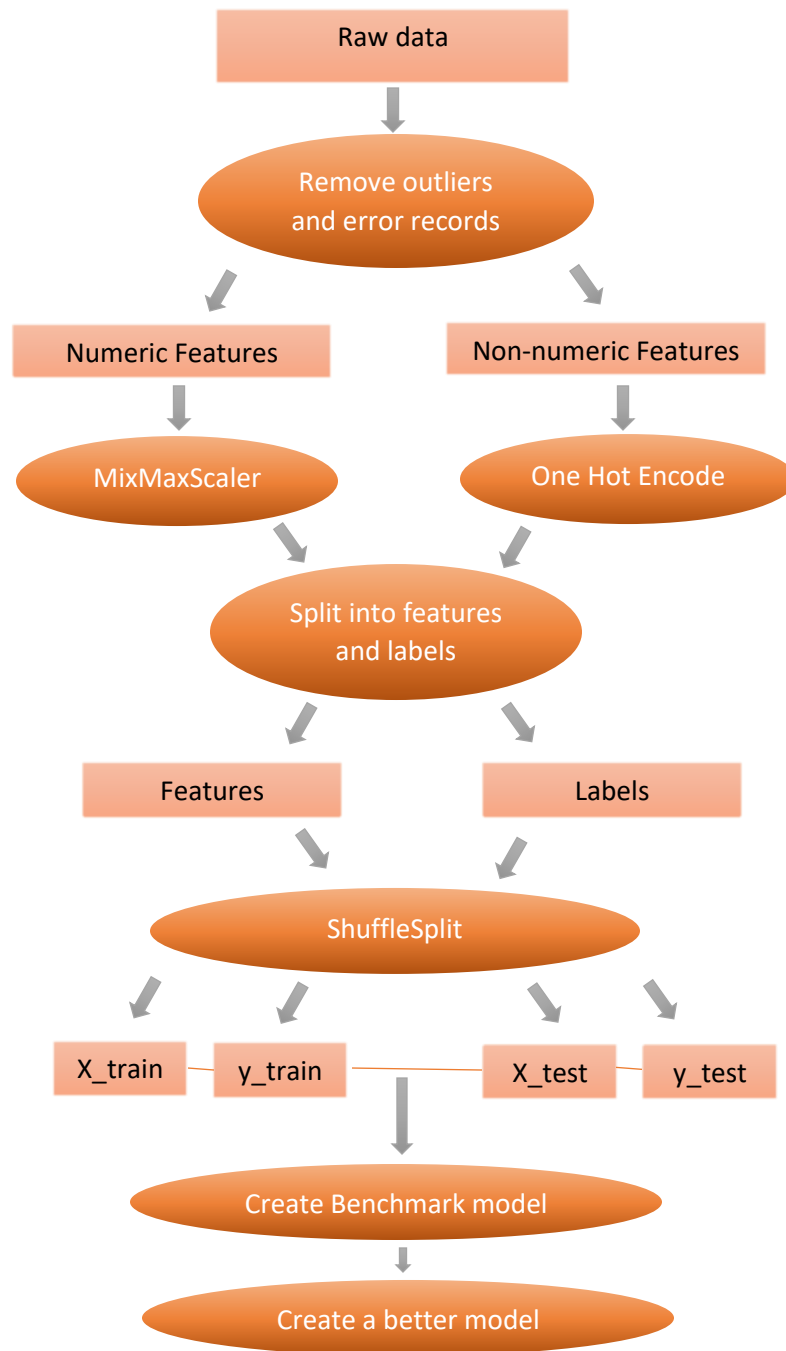 Raw data
Remove outliers
and error records
Numeric Features
Non-numeric Features
MixMaxScaler
One Hot Encode
Split into features
and labels
Features
Labels
ShuffleSplit
X_train
y_train
X_test
y_test
Create Benchmark model
Create a better model